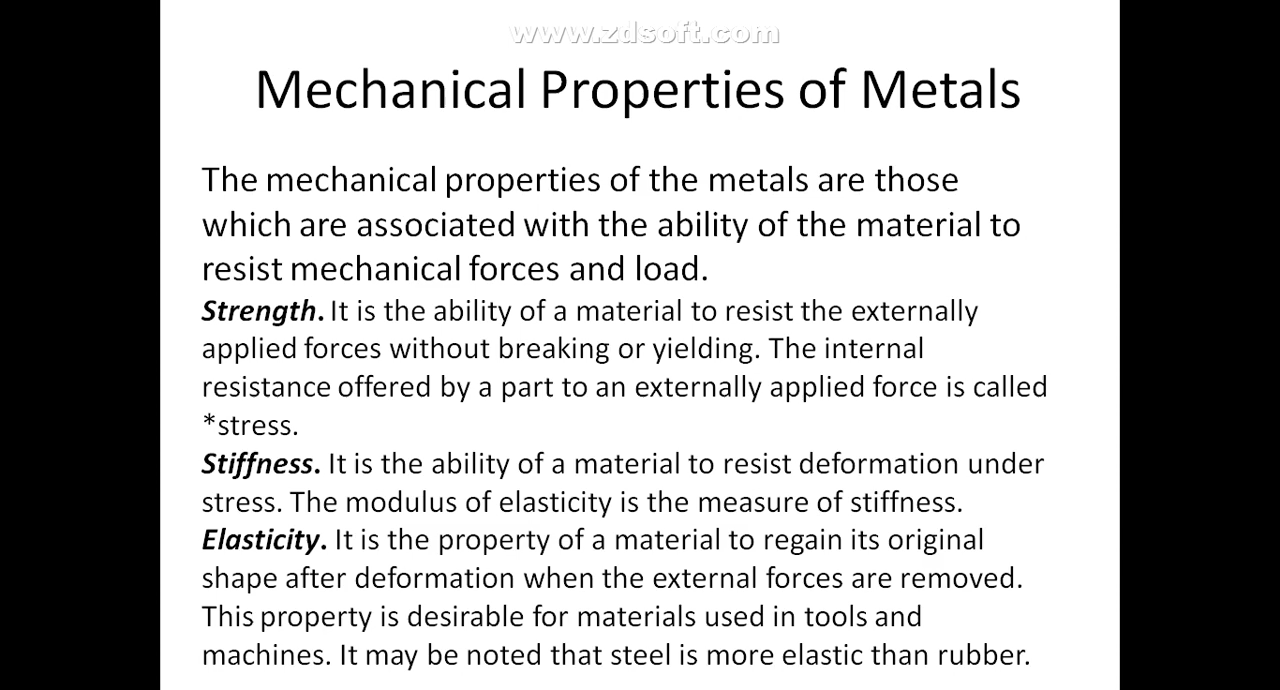 www.zdsoft.com
Mechanical Properties of Metals
The mechanical properties of the metals are those
which are associated with the ability of the material to
resist mechanical forces and load.
Strength. It is the ability of a material to resist the externally
applied forces without breaking or yielding. The internal
resistance offered by a part to an externally applied force is called
*stress.
Stiffness. It is the ability of a material to resist deformation under
stress. The modulus of elasticity is the measure of stiffness.
Elasticity. It is the property of a material to regain its original
shape after deformation when the external forces are removed.
This property is desirable for materials used in tools and
machines. It may be noted that steel is more elastic than rubber.